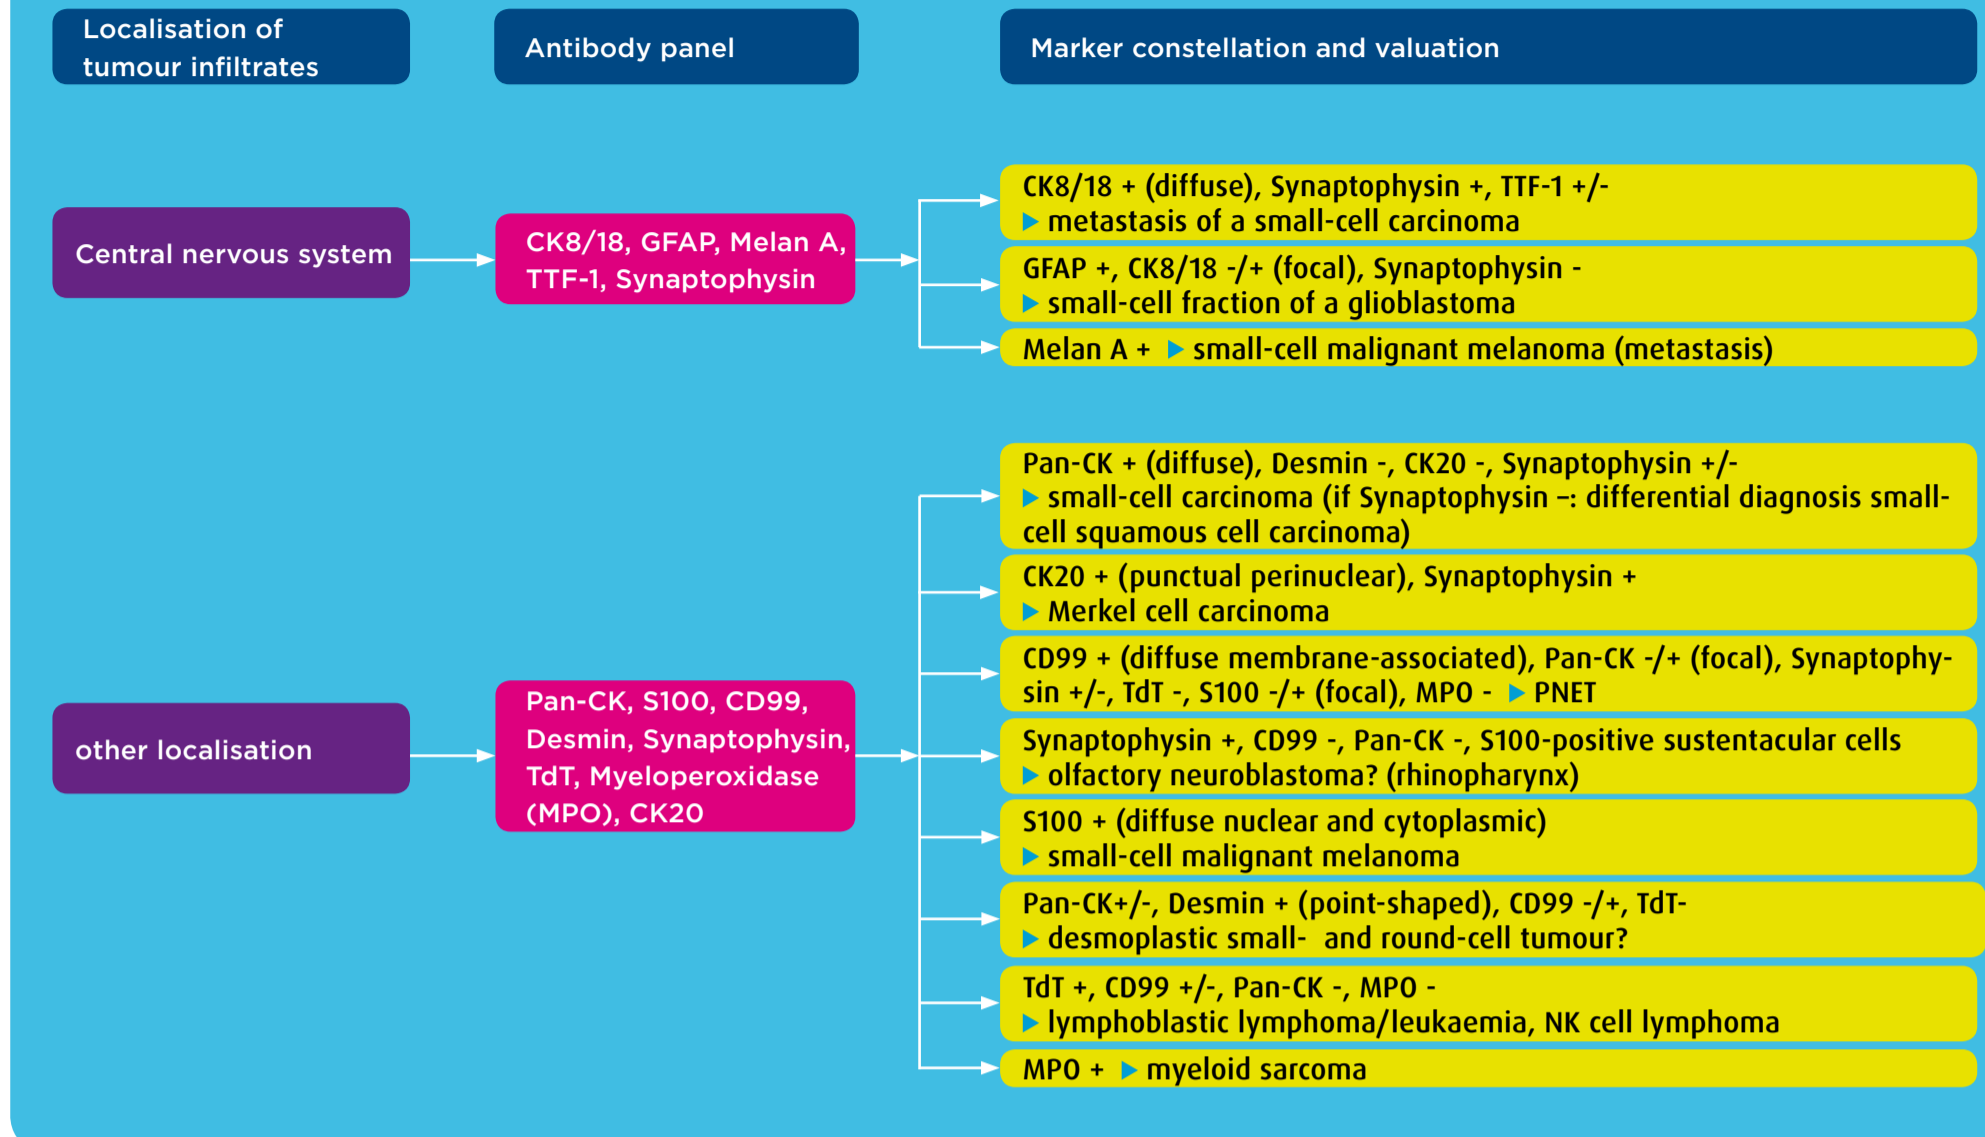 Localisation of
tumour infiltrates
Antibody panel
Marker constellation and valuation
Central nervous system
CK8/18, GFAP, Melan A,
TTF-1, Synaptophysin
CK8/18 + (diffuse), Synaptophysin +, TTF-1 +/-
▶ metastasis of a small-cell carcinoma
GFAP +, CK8/18 -/+ (focal), Synaptophysin -
▶ small-cell fraction of a glioblastoma
Melan A + ▶ small-cell malignant melanoma (metastasis)
other localisation
Pan-CK, S100, CD99,
Desmin, Synaptophysin,
TdT, Myeloperoxidase
(MPO), CK20
Pan-CK + (diffuse), Desmin -, CK20 -, Synaptophysin +/-
▶ small-cell carcinoma (if Synaptophysin –: differential diagnosis small-
cell squamous cell carcinoma)
CK20 + (punctual perinuclear), Synaptophysin +
▶ Merkel cell carcinoma
CD99 + (diffuse membrane-associated), Pan-CK -/+ (focal), Synaptophy-
sin +/-, TdT -, S100 -/+ (focal), MPO - ▶ PNET
Synaptophysin +, CD99 -, Pan-CK -, S100-positive sustentacular cells
▶ olfactory neuroblastoma? (rhinopharynx)
S100 + (diffuse nuclear and cytoplasmic)
▶ small-cell malignant melanoma
Pan-CK+/-, Desmin + (point-shaped), CD99 -/+, TdT-
▶ desmoplastic small- and round-cell tumour?
TdT +, CD99 +/-, Pan-CK -, MPO -
▶ lymphoblastic lymphoma/leukaemia, NK cell lymphoma
MPO + ▶ myeloid sarcoma